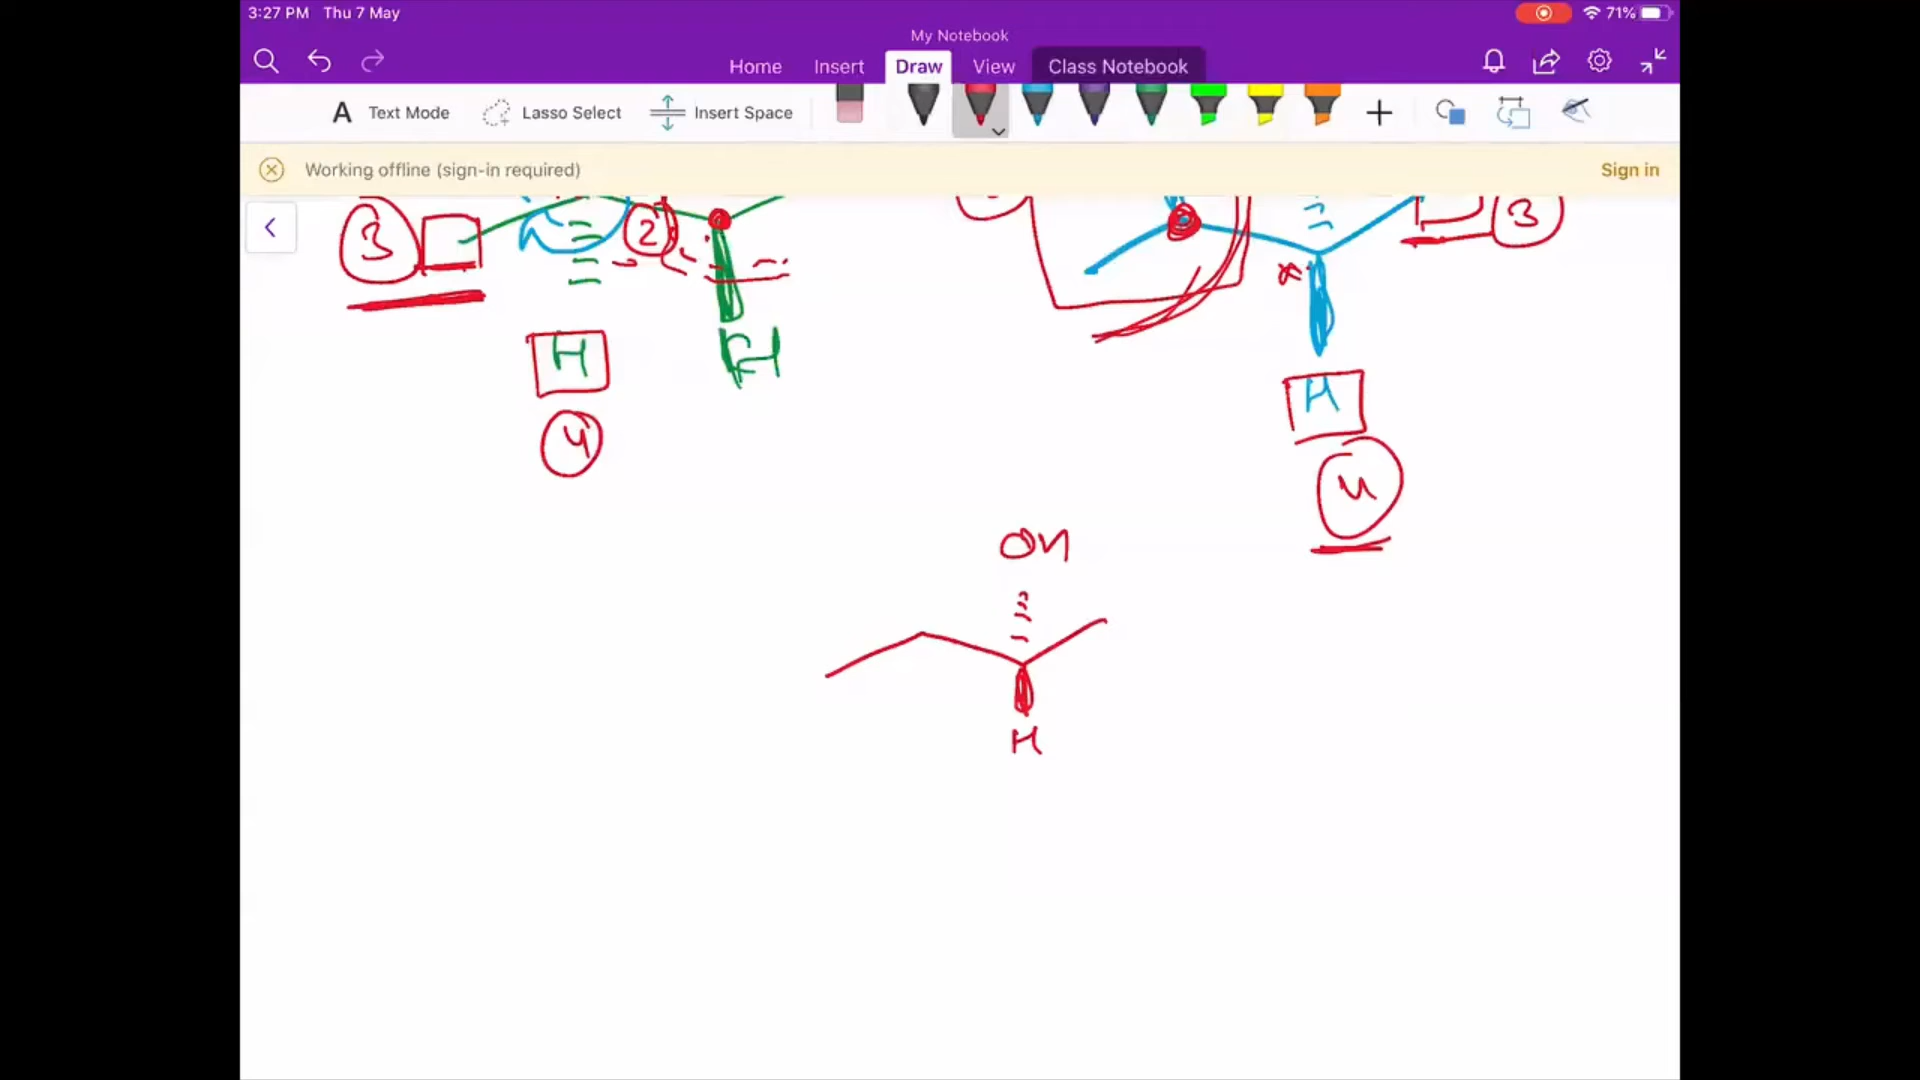 3:27 PM Thu 7 May
71%
My Notebook
Home Insert Draw View Class Notebook
A Text Mode Lasso Select Insert Space
Working offline (sign-in required) Sign in
3 2 3
H H H
4 4
OH
H